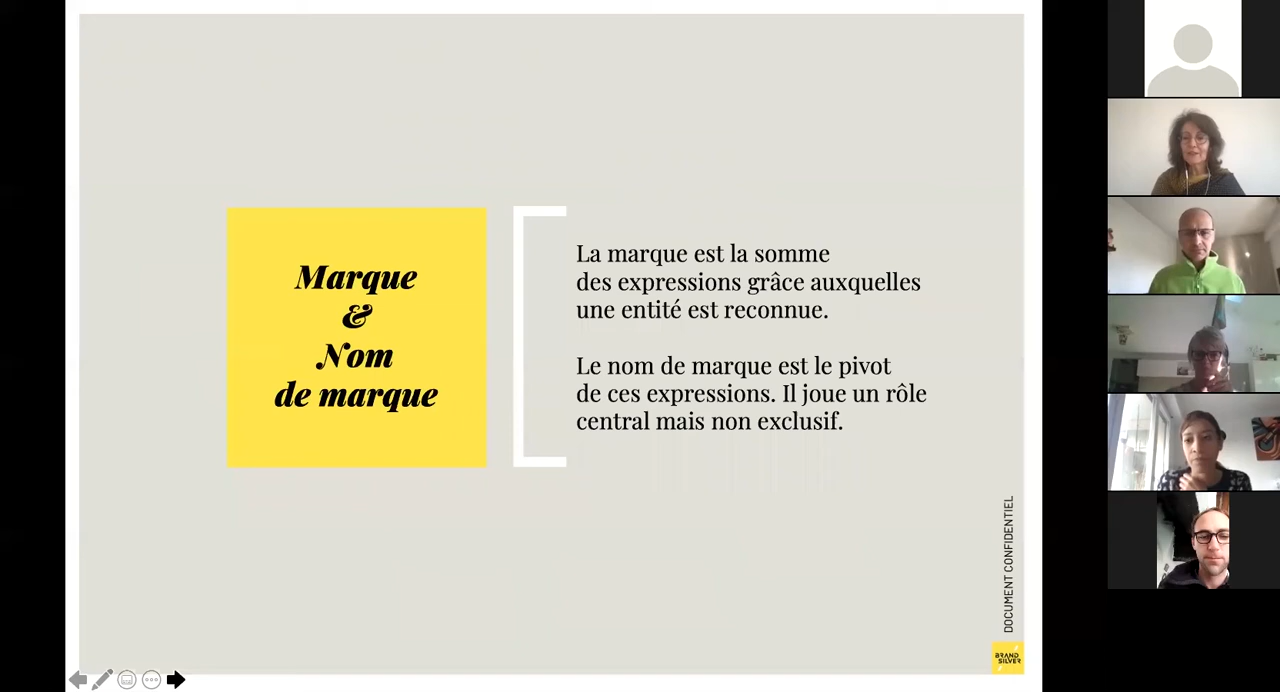 Marque
&
Nom
de marque
La marque est la somme
des expressions grâce auxquelles
une entité est reconnue.
Le nom de marque est le pivot
de ces expressions. Il joue un rôle
central mais non exclusif.
DOCUMENT CONFIDENTIEL
BRAND
SILVER